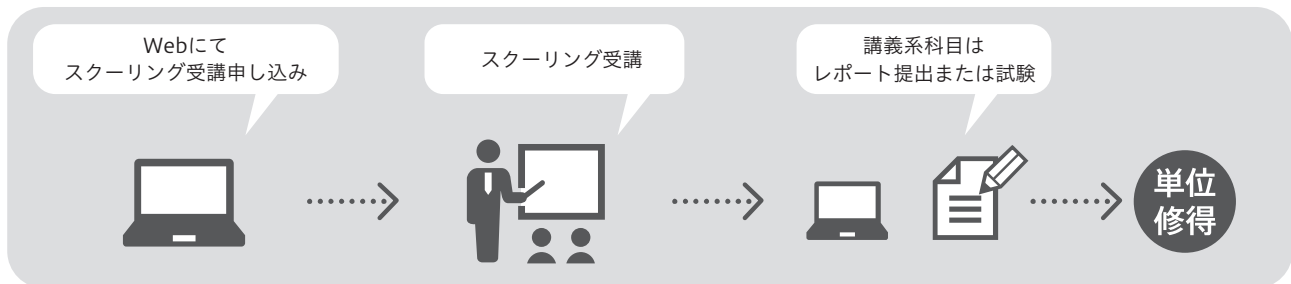 Webにて
スクーリング受講申し込み
スクーリング受講
講義系科目は
レポート提出または試験
単位
修得